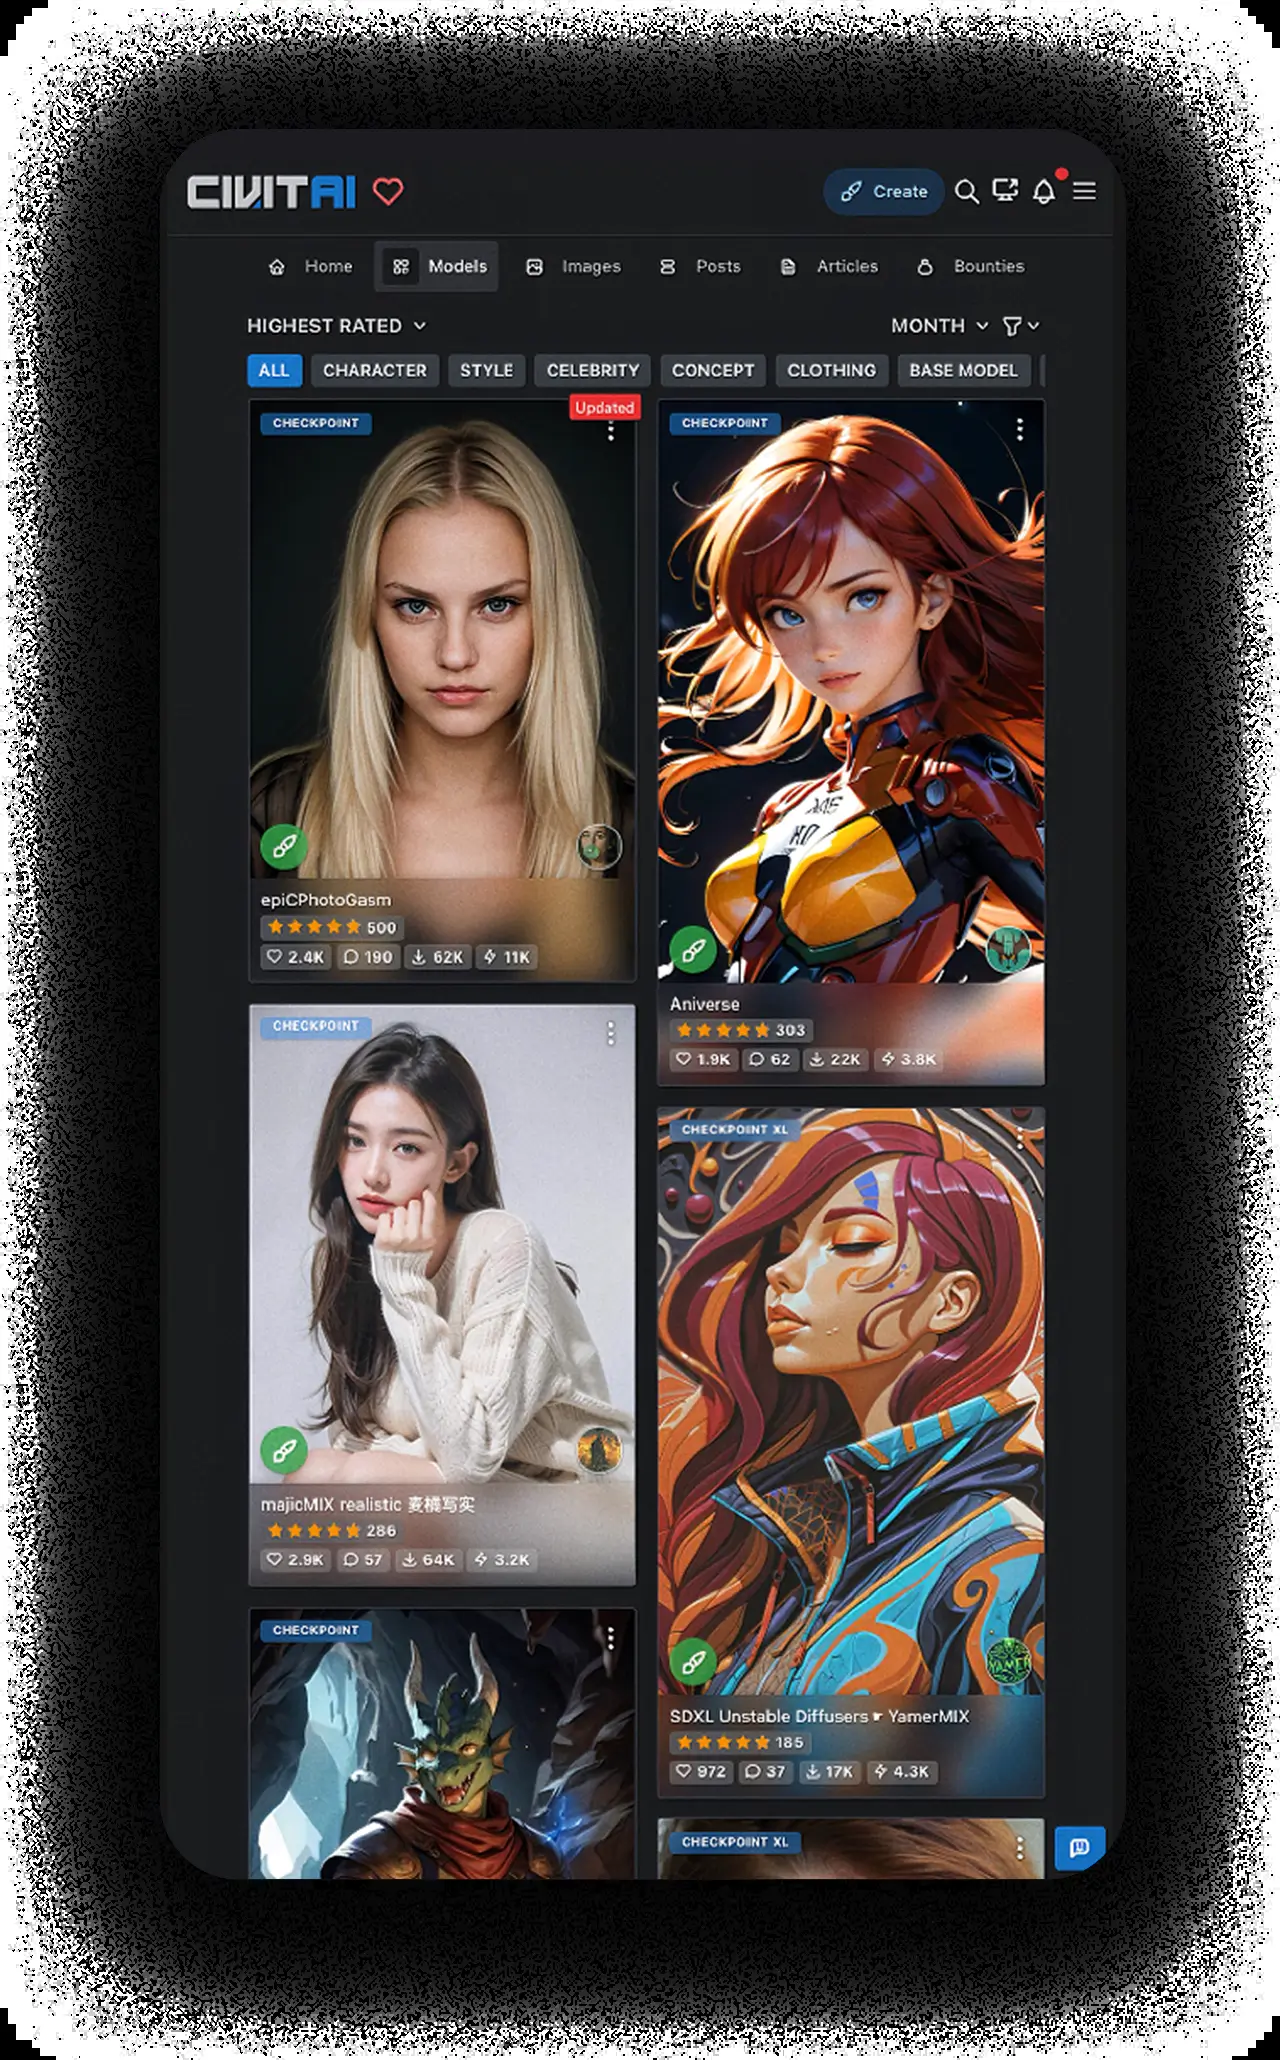 CIVITAI
Create
Home
Models
Images
Posts
Articles
Bounties
HIGHEST RATED
MONTH
ALL
CHARACTER
STYLE
CELEBRITY
CONCEPT
CLOTHING
BASE MODEL
CHECKPOINT
Updated
epiCPhotoGasm
500
2.4K
190
62K
11K
CHECKPOINT
Aniverse
303
1.9K
62
22K
3.8K
CHECKPOINT
majicMIX realistic 麦橘写实
286
2.9K
57
64K
3.2K
CHECKPOINT XL
YAMER
SDXL Unstable Diffusers ☛ YamerMIX
185
972
37
17K
4.3K
CHECKPOINT
CHECKPOINT XL